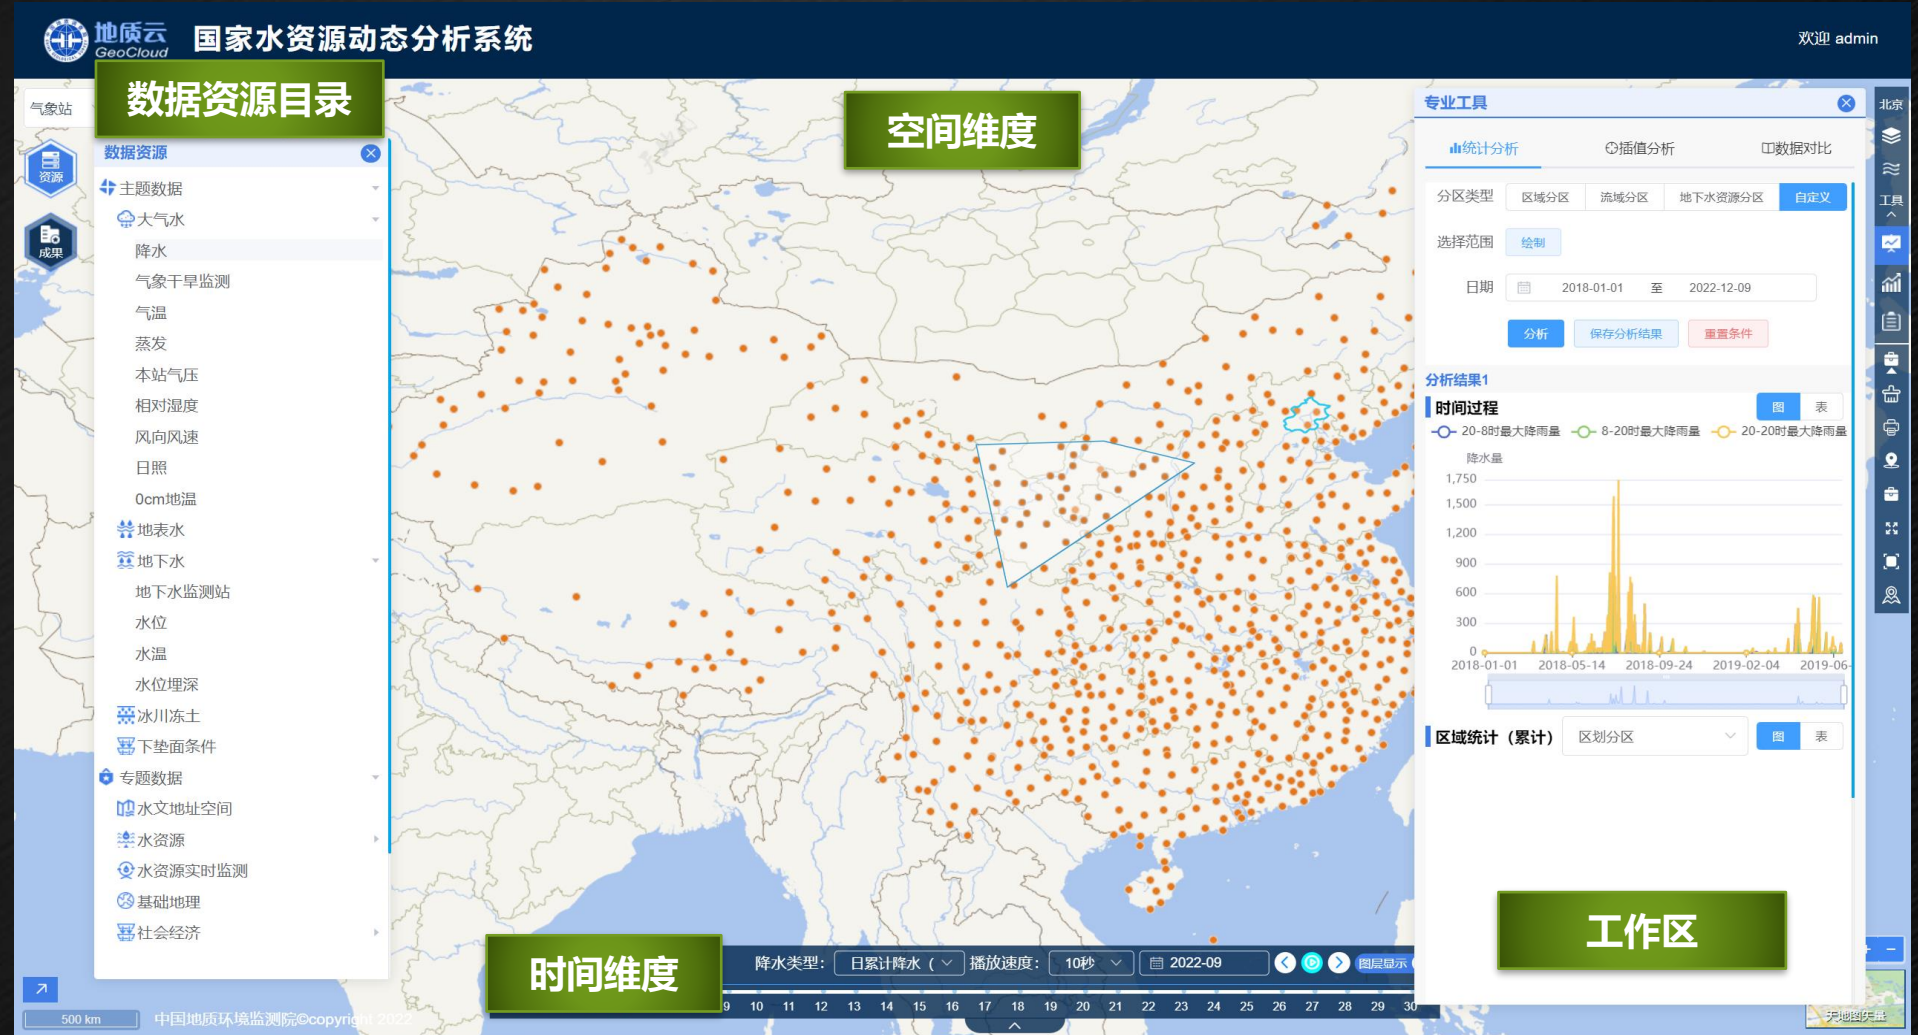 地质云
GeoCloud
国家水资源动态分析系统
欢迎 admin
数据资源目录
空间维度
气象站
资源
成果
数据资源
主题数据
大气水
降水
气象干旱监测
气温
蒸发
本站气压
相对湿度
风向风速
日照
0cm地温
地表水
地下水
地下水监测站
水位
水温
水位埋深
冰川冻土
下垫面条件
专题数据
水文地址空间
水资源
水资源实时监测
基础地理
社会经济
专业工具
统计分析 插值分析 数据对比
分区类型 区域分区 流域分区 地下水资源分区 自定义
选择范围 绘制
日期 2018-01-01 至 2022-12-09
分析 保存分析结果 重置条件
分析结果1
时间过程 图 表
20-8时最大降雨量 8-20时最大降雨量 20-20时最大降雨量
降水量
1,750
1,500
1,200
900
600
300
0
2018-01-01 2018-05-14 2018-09-24 2019-02-04 2019-06-
区域统计（累计） 区划分区 图 表
北京
工具
工作区
时间维度
降水类型： 日累计降水（ 播放速度： 10秒 2022-09 图层显示
9 10 11 12 13 14 15 16 17 18 19 20 21 22 23 24 25 26 27 28 29 30
500 km
中国地质环境监测院©copyright 2022
天地图矢量